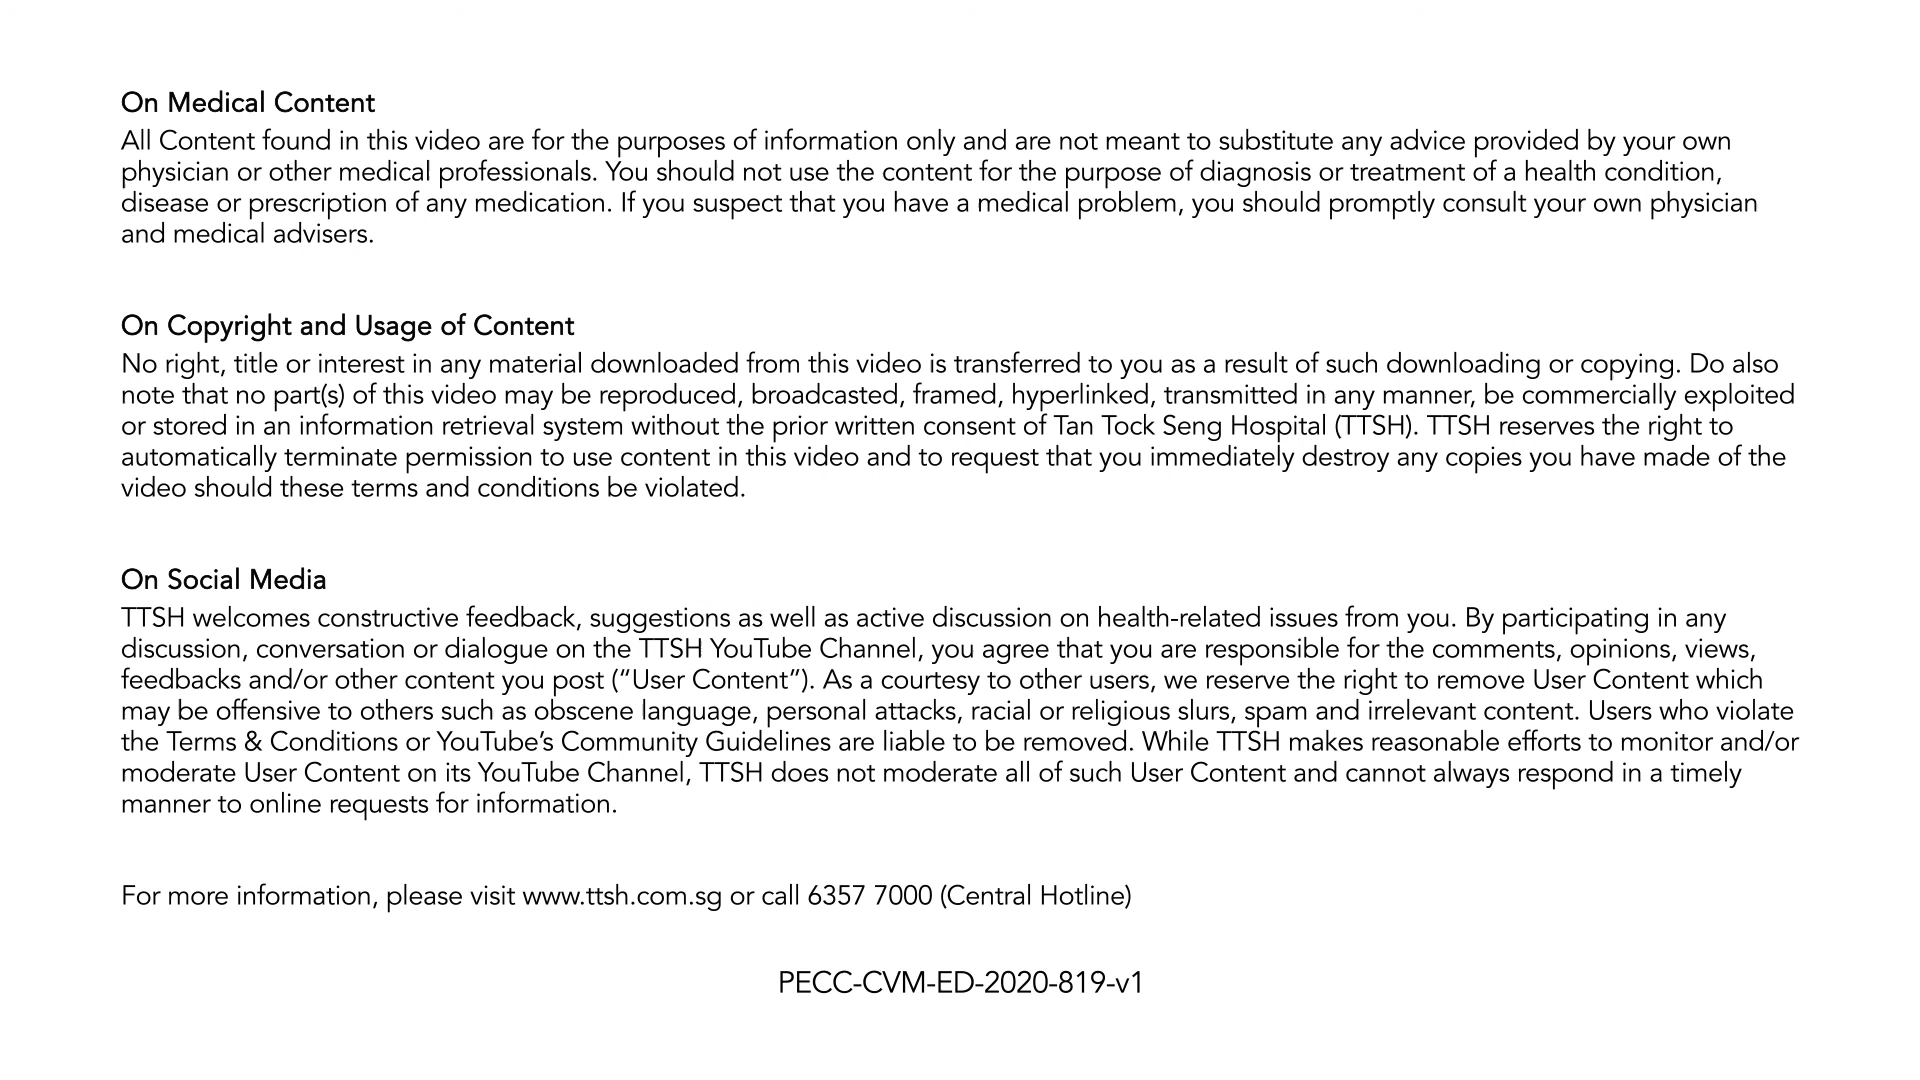 On Medical Content
All Content found in this video are for the purposes of information only and are not meant to substitute any advice provided by your own
physician or other medical professionals. You should not use the content for the purpose of diagnosis or treatment of a health condition,
disease or prescription of any medication. If you suspect that you have a medical problem, you should promptly consult your own physician
and medical advisers.
On Copyright and Usage of Content
No right, title or interest in any material downloaded from this video is transferred to you as a result of such downloading or copying. Do also
note that no part(s) of this video may be reproduced, broadcasted, framed, hyperlinked, transmitted in any manner, be commercially exploited
or stored in an information retrieval system without the prior written consent of Tan Tock Seng Hospital (TTSH). TTSH reserves the right to
automatically terminate permission to use content in this video and to request that you immediately destroy any copies you have made of the
video should these terms and conditions be violated.
On Social Media
TTSH welcomes constructive feedback, suggestions as well as active discussion on health-related issues from you. By participating in any
discussion, conversation or dialogue on the TTSH YouTube Channel, you agree that you are responsible for the comments, opinions, views,
feedbacks and/or other content you post (“User Content”). As a courtesy to other users, we reserve the right to remove User Content which
may be offensive to others such as obscene language, personal attacks, racial or religious slurs, spam and irrelevant content. Users who violate
the Terms & Conditions or YouTube’s Community Guidelines are liable to be removed. While TTSH makes reasonable efforts to monitor and/or
moderate User Content on its YouTube Channel, TTSH does not moderate all of such User Content and cannot always respond in a timely
manner to online requests for information.
For more information, please visit www.ttsh.com.sg or call 6357 7000 (Central Hotline)
PECC-CVM-ED-2020-819-v1